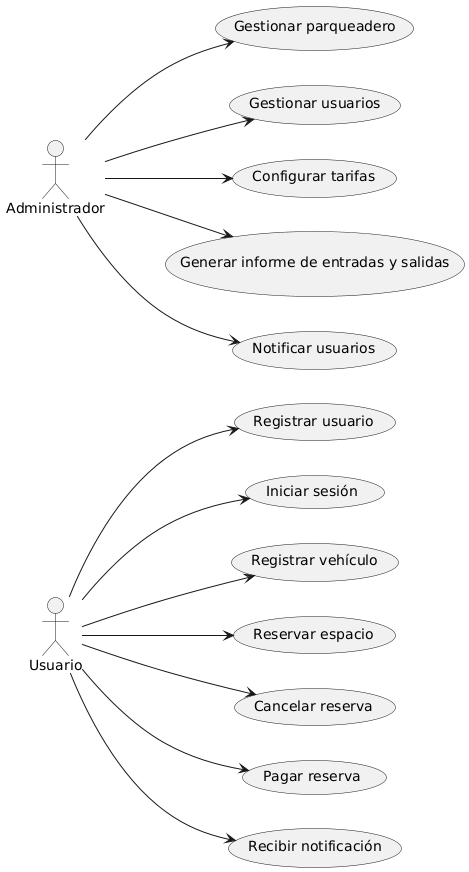 Gestionar parqueadero
Gestionar usuarios
Configurar tarifas
Administrador
Generar informe de entradas y salidas
Notificar usuarios
Registrar usuario
Iniciar sesión
Registrar vehículo
Reservar espacio
Usuario
Cancelar reserva
Pagar reserva
Recibir notificación